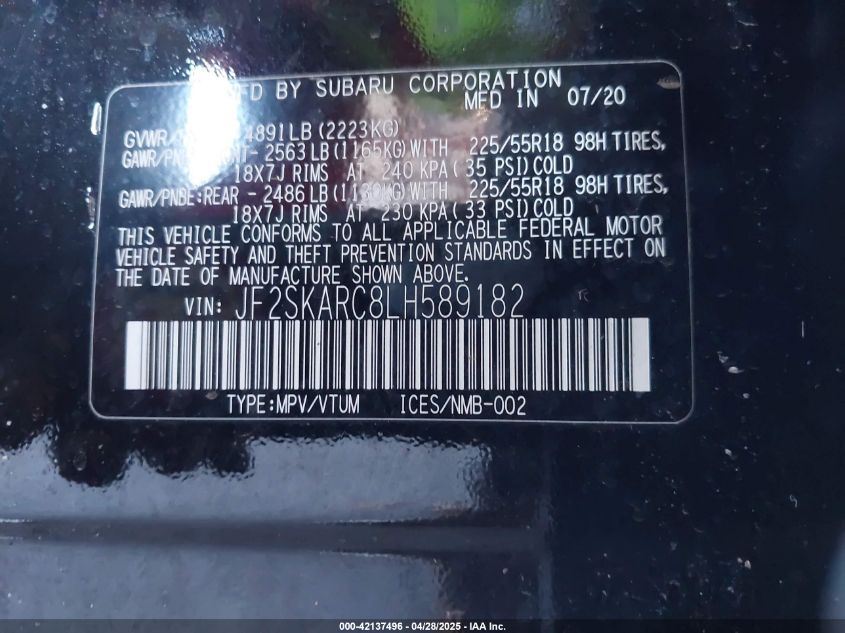 FD BY SUBARU CORPORATION
MFD IN 07/20
GVWR/ 4891LB(2223KG)
GAWR/PNBE: NT- 2563LB(1165KG)WITH 225/55R18 98H TIRES,
18X7J RIMS AT 240 KPA( 35 PSI)COLD
GAWR/PNBE:REAR - 2486LB( KG)WITH 225/55R18 98H TIRES,
18X7J RIMS AT 230 KPA( 33 PSI)COLD
THIS VEHICLE CONFORMS TO ALL APPLICABLE FEDERAL MOTOR
VEHICLE SAFETY AND THEFT PREVENTION STANDARDS IN EFFECT ON
THE DATE OF MANUFACTURE SHOWN ABOVE.
VIN: JF2SKARC8LH589182
TYPE:MPV/VTUM ICES/NMB-002
000-42137496 - 04/28/2025 - IAA Inc.